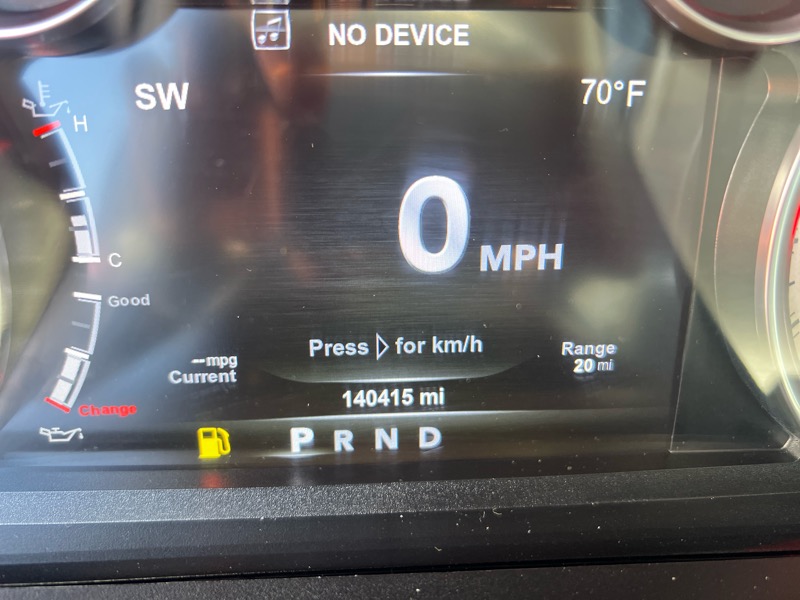 NO DEVICE
SW
70°F
H
0 MPH
C
Good
Press ▷ for km/h
--mpg
Current
Range
20 mi
140415 mi
Change
P R N D